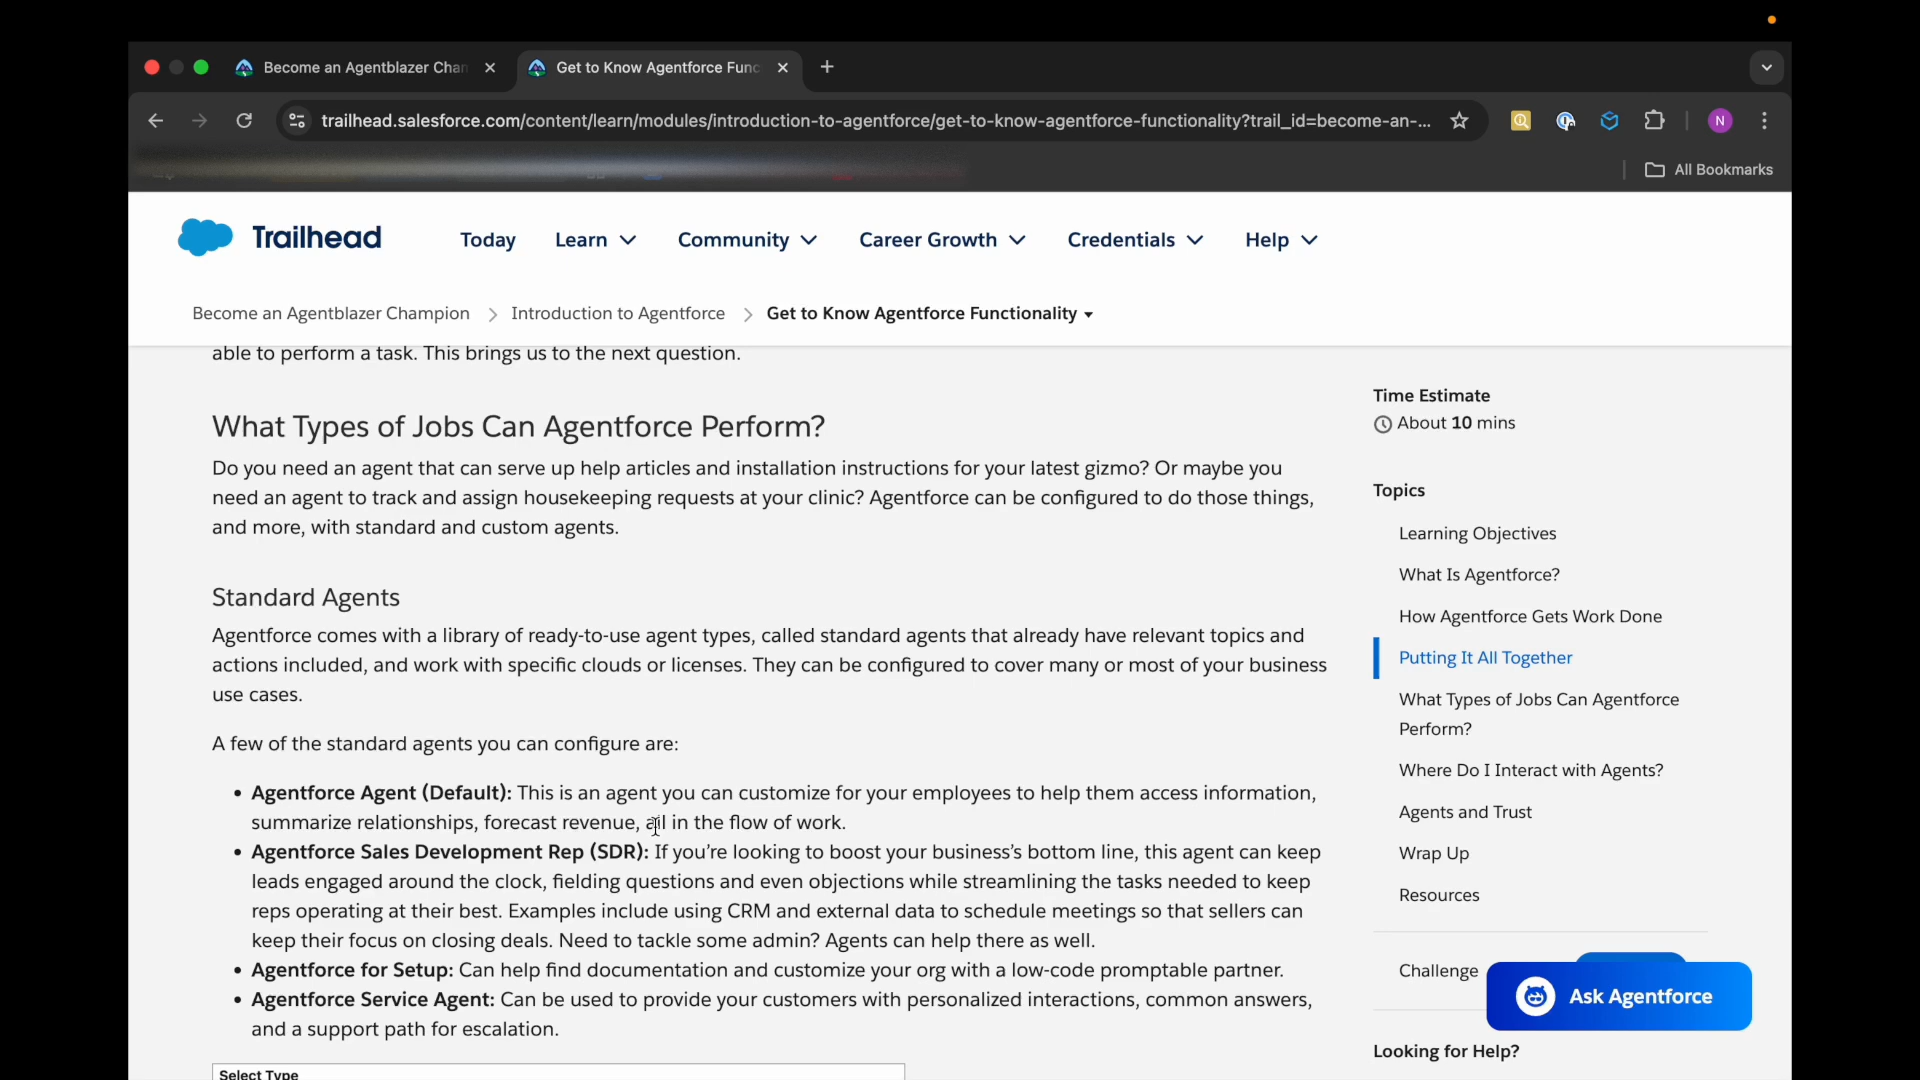 Become an Agentblazer Chan
Get to Know Agentforce Func
trailhead.salesforce.com/content/learn/modules/introduction-to-agentforce/get-to-know-agentforce-functionality?trail_id=become-an-...
N
All Bookmarks
Trailhead
Today
Learn
Community
Career Growth
Credentials
Help
Become an Agentblazer Champion
Introduction to Agentforce
Get to Know Agentforce Functionality
able to perform a task. This brings us to the next question.
What Types of Jobs Can Agentforce Perform?
Do you need an agent that can serve up help articles and installation instructions for your latest gizmo? Or maybe you
need an agent to track and assign housekeeping requests at your clinic? Agentforce can be configured to do those things,
and more, with standard and custom agents.
Standard Agents
Agentforce comes with a library of ready-to-use agent types, called standard agents that already have relevant topics and
actions included, and work with specific clouds or licenses. They can be configured to cover many or most of your business
use cases.
A few of the standard agents you can configure are:
• Agentforce Agent (Default): This is an agent you can customize for your employees to help them access information,
summarize relationships, forecast revenue, all in the flow of work.
• Agentforce Sales Development Rep (SDR): If you’re looking to boost your business’s bottom line, this agent can keep
leads engaged around the clock, fielding questions and even objections while streamlining the tasks needed to keep
reps operating at their best. Examples include using CRM and external data to schedule meetings so that sellers can
keep their focus on closing deals. Need to tackle some admin? Agents can help there as well.
• Agentforce for Setup: Can help find documentation and customize your org with a low-code promptable partner.
• Agentforce Service Agent: Can be used to provide your customers with personalized interactions, common answers,
and a support path for escalation.
Select Type
Time Estimate
About 10 mins
Topics
Learning Objectives
What Is Agentforce?
How Agentforce Gets Work Done
Putting It All Together
What Types of Jobs Can Agentforce
Perform?
Where Do I Interact with Agents?
Agents and Trust
Wrap Up
Resources
Challenge
Ask Agentforce
Looking for Help?